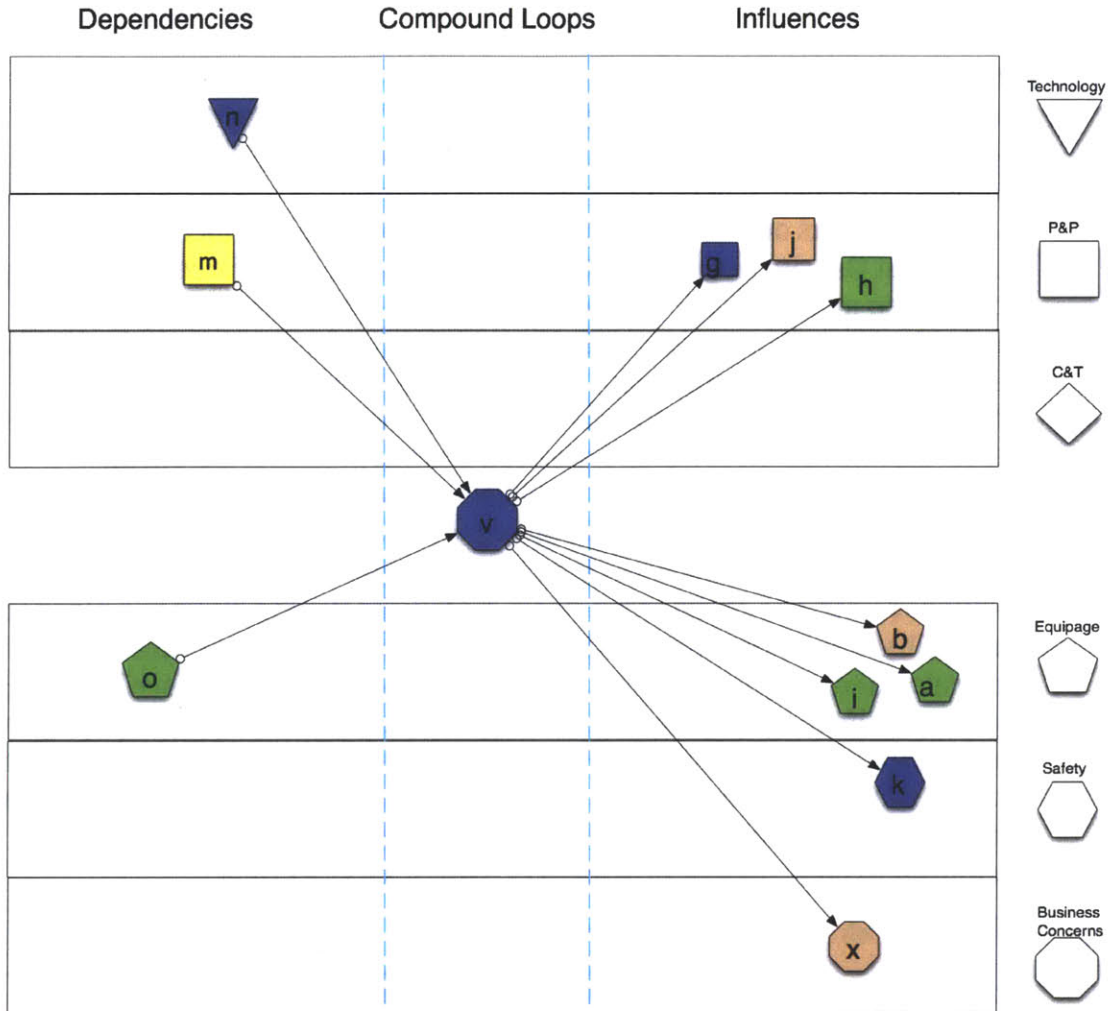 Dependencies
Compound Loops
Influences
Technology
n
P&P
m
g
j
h
C&T
v
Equipage
b
o
i
a
Safety
k
Business
Concerns
x